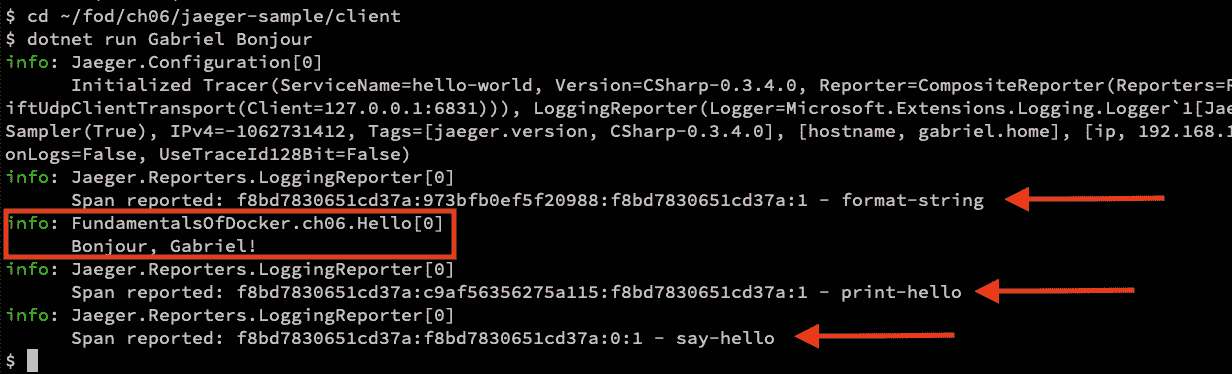 $ cd ~/fod/ch06/jaeger-sample/client
$ dotnet run Gabriel Bonjour
info: Jaeger.Configuration[0]
Initialized Tracer(ServiceName=hello-world, Version=CSharp-0.3.4.0, Reporter=CompositeReporter(Reporters=R
iftUdpClientTransport(Client=127.0.0.1:6831))), LoggingReporter(Logger=Microsoft.Extensions.Logging.Logger`1[Jae
Sampler(True), IPv4=-1062731412, Tags=[jaeger.version, CSharp-0.3.4.0], [hostname, gabriel.home], [ip, 192.168.1
onLogs=False, UseTraceId128Bit=False)
info: Jaeger.Reporters.LoggingReporter[0]
Span reported: f8bd7830651cd37a:973bfb0ef5f20988:f8bd7830651cd37a:1 - format-string
info: FundamentalsOfDocker.ch06.Hello[0]
Bonjour, Gabriel!
info: Jaeger.Reporters.LoggingReporter[0]
Span reported: f8bd7830651cd37a:c9af56356275a115:f8bd7830651cd37a:1 - print-hello
info: Jaeger.Reporters.LoggingReporter[0]
Span reported: f8bd7830651cd37a:f8bd7830651cd37a:0:1 - say-hello
$